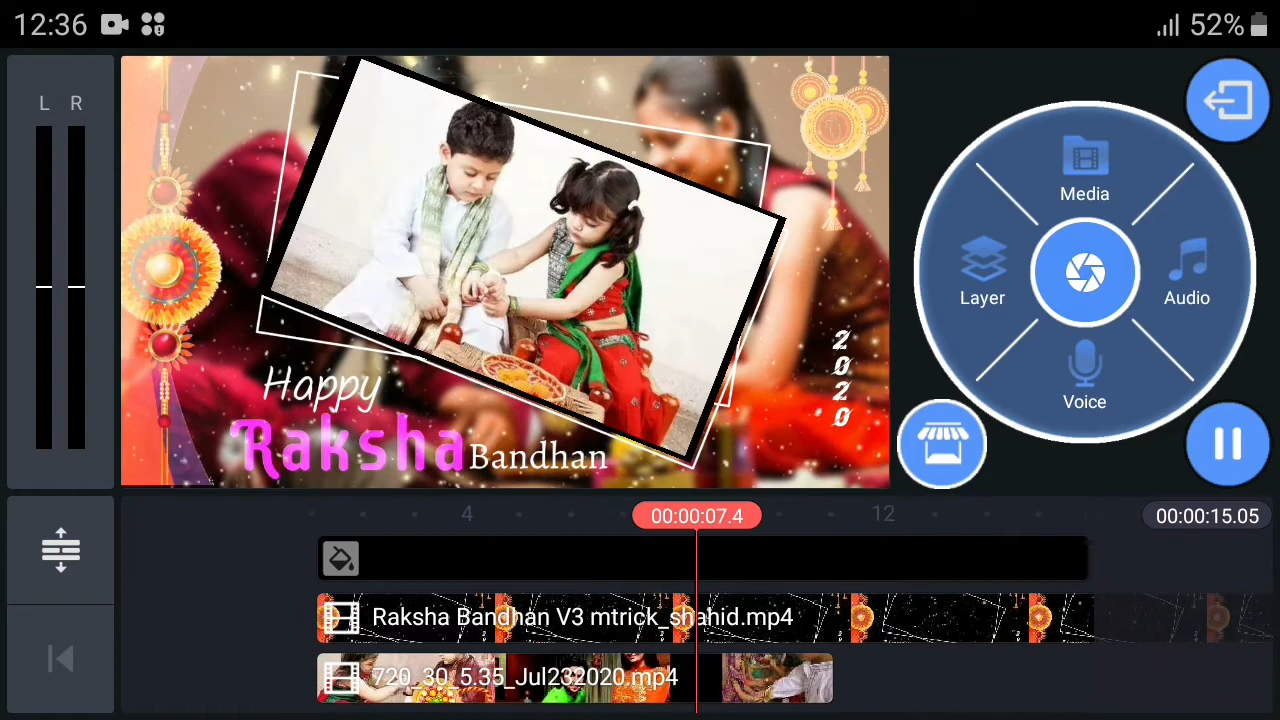 12:36
52%
L R
Media
Layer
Audio
Voice
Happy
Raksha Bandhan
2020
4
00:00:07.4
12
00:00:15.05
Raksha Bandhan V3 mtrick_shahid.mp4
720_30_5.35_Jul232020.mp4